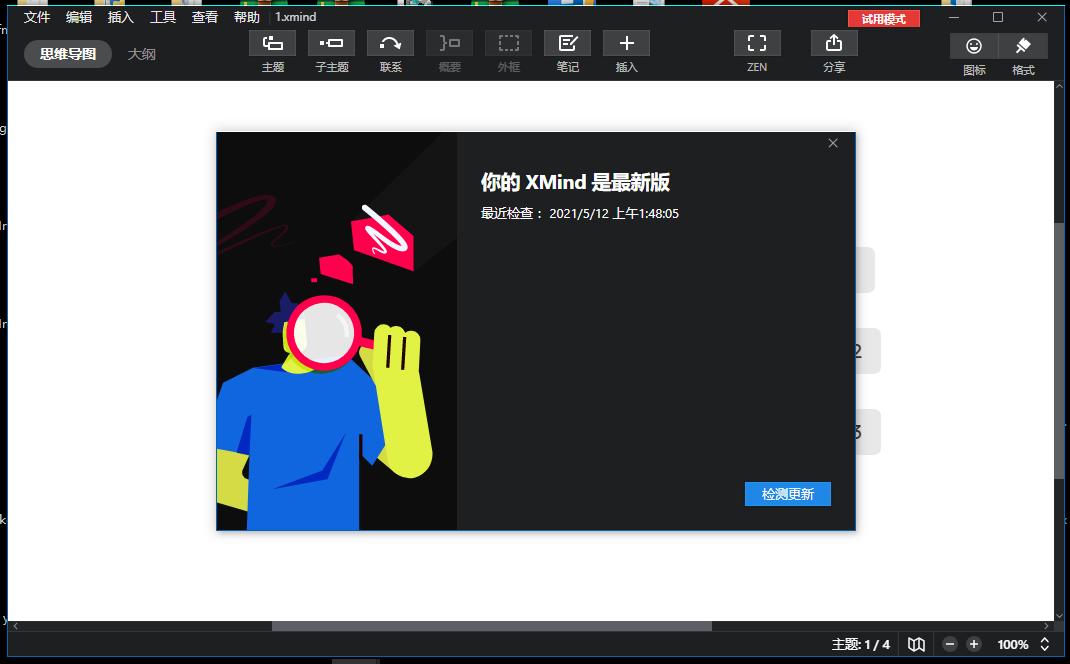 文件 编辑 插入 工具 查看 帮助 1.xmind 试用模式
思维导图 大纲
主题 子主题 联系 概要 外框 笔记 插入 ZEN 分享 图标 格式
你的 XMind 是最新版
最近检查： 2021/5/12 上午1:48:05
2
3
检测更新
主题: 1 / 4 100%